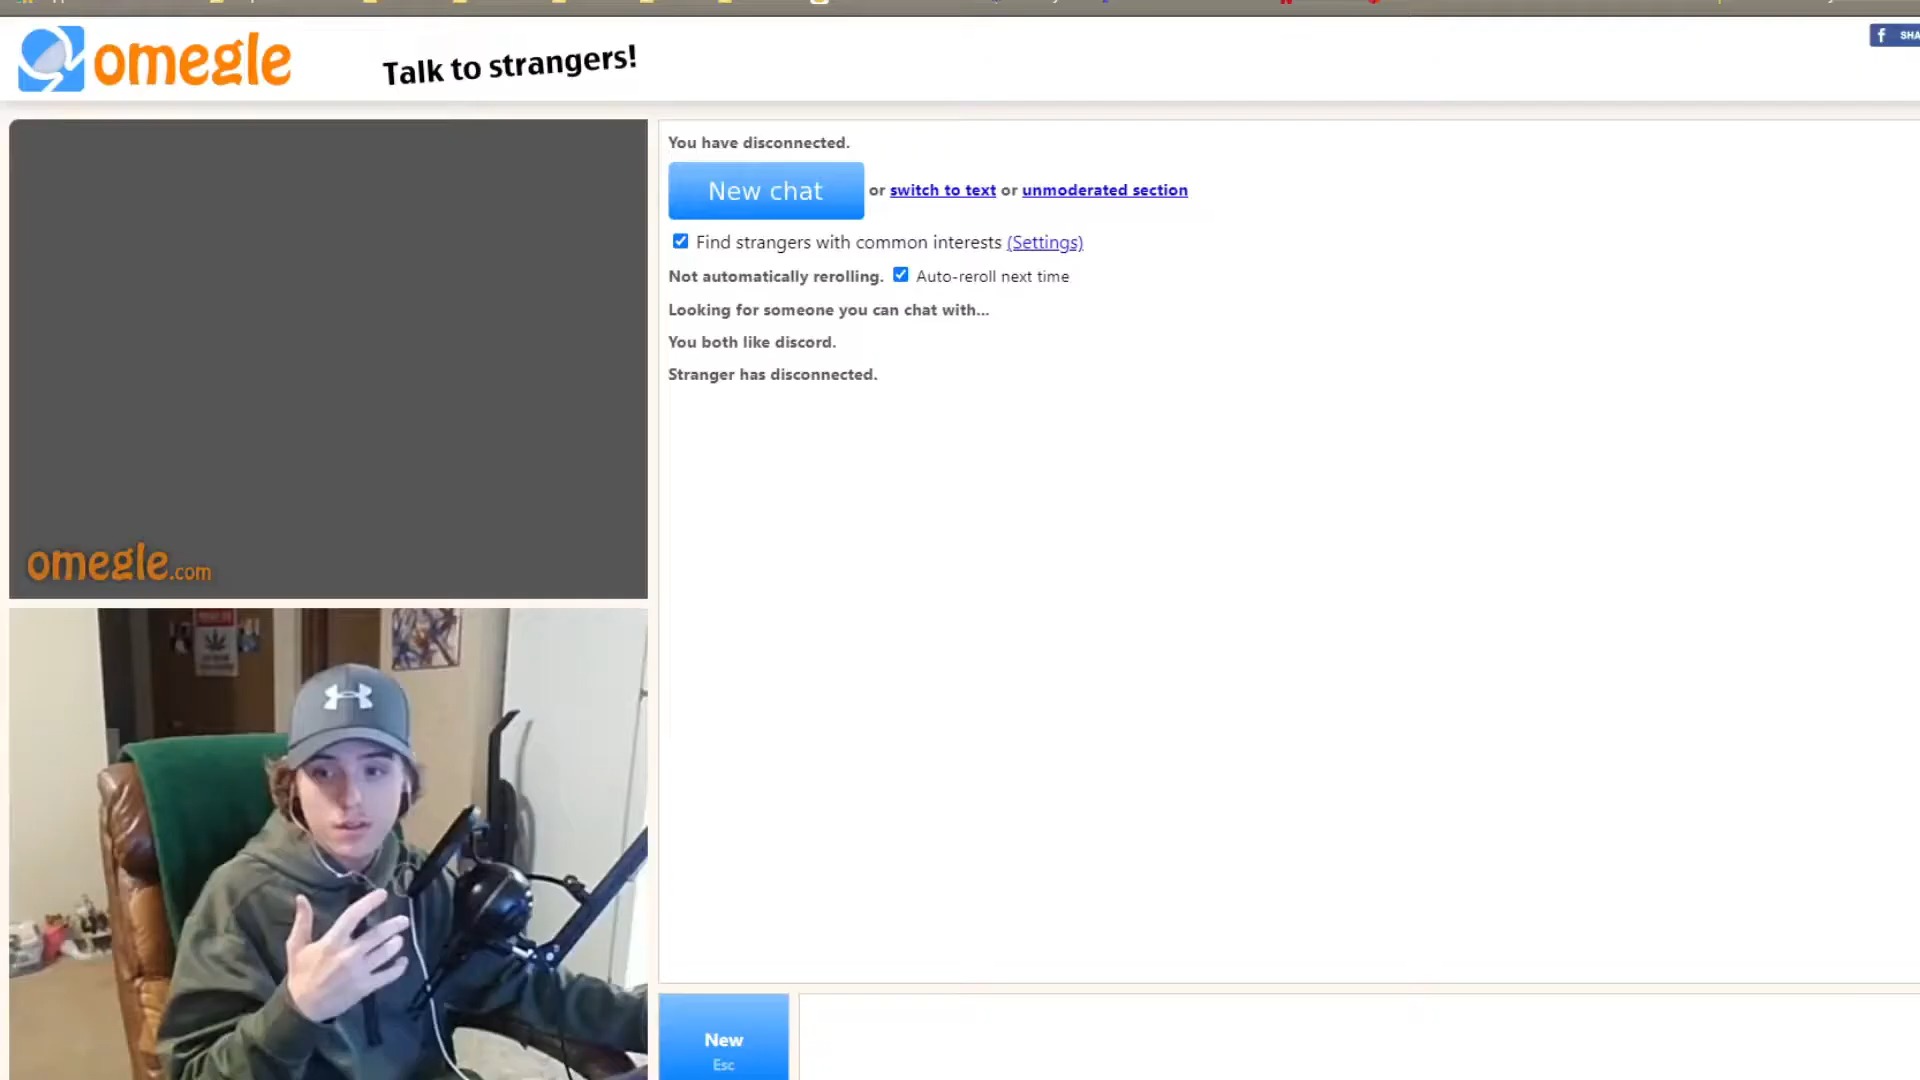 omegle
Talk to strangers!
SHA
You have disconnected.
New chat or switch to text or unmoderated section
Find strangers with common interests (Settings)
Not automatically rerolling. Auto-reroll next time
Looking for someone you can chat with...
You both like discord.
Stranger has disconnected.
omegle.com
New
Esc